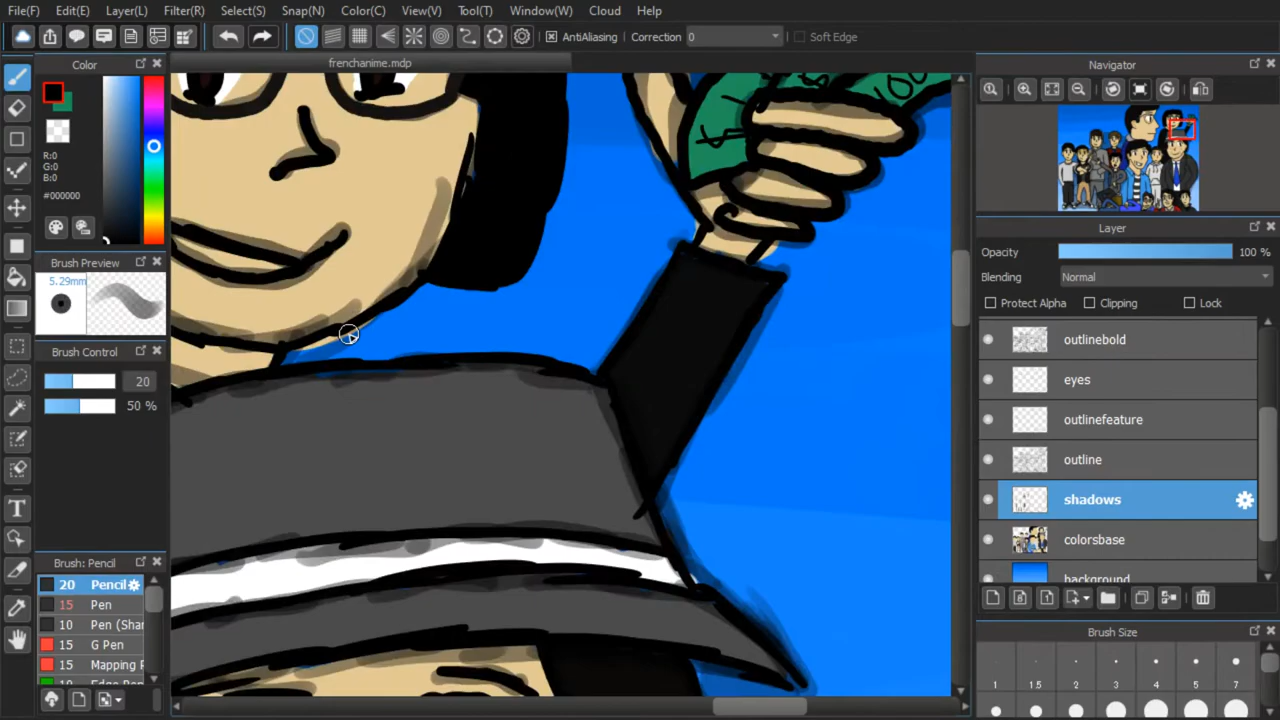 File(F) Edit(E) Layer(L) Filter(R) Select(S) Snap(N) Color(C) View(V) Tool(T) Window(W) Cloud Help
AntiAliasing Correction 0 Soft Edge
frenchanime.mdp
Color
R:0
G:0
B:0
#000000
Brush Preview
5.29mm
Brush Control
20
50 %
Brush: Pencil
20 Pencil
15 Pen
10 Pen (Shar
15 G Pen
15 Mapping P
Navigator
Layer
Opacity 100 %
Blending Normal
Protect Alpha Clipping Lock
outlinebold
eyes
outlinefeature
outline
shadows
colorsbase
background
Brush Size
1 1.5 2 3 4 5 7